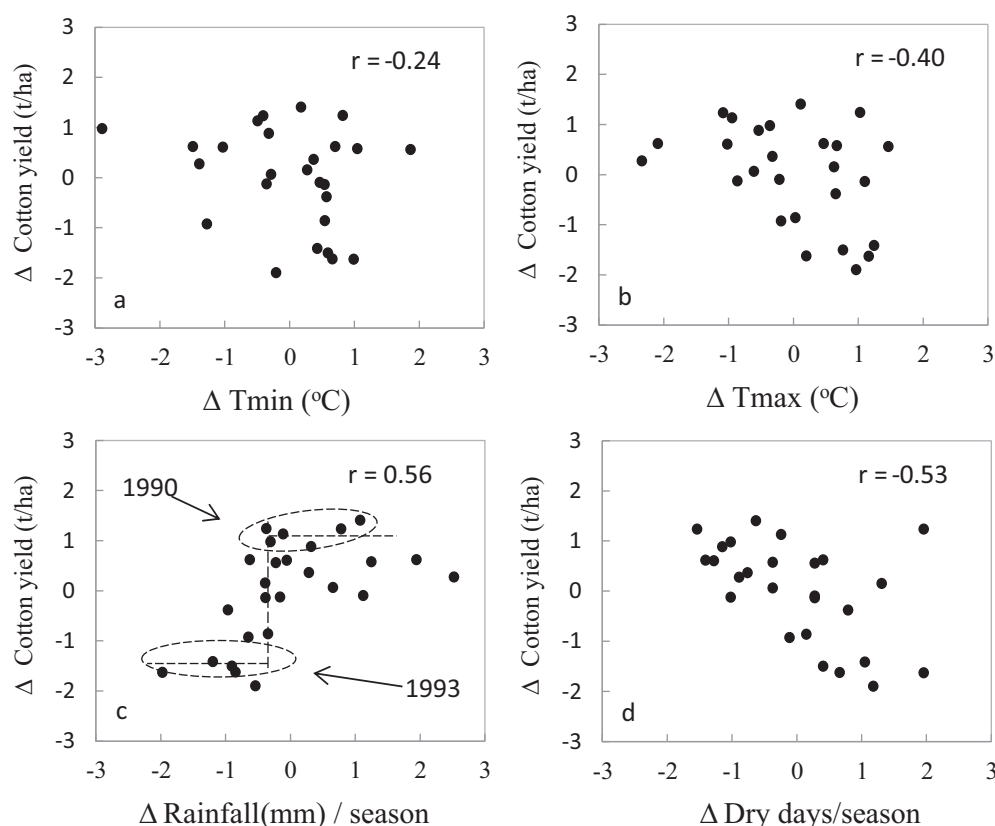 3
2
1
0
-1
-2
-3
-3 -2 -1 0 1 2 3
Δ Cotton yield (t/ha)
Δ Tmin (ºC)
r = -0.24
a
3
2
1
0
-1
-2
-3
-3 -2 -1 0 1 2 3
Δ Cotton yield (t/ha)
Δ Tmax (ºC)
r = -0.40
b
3
2
1
0
-1
-2
-3
-3 -2 -1 0 1 2 3
Δ Cotton yield (t/ha)
Δ Rainfall(mm) / season
r = 0.56
1990
1993
c
3
2
1
0
-1
-2
-3
-3 -2 -1 0 1 2 3
Δ Cotton yield (t/ha)
Δ Dry days/season
r = -0.53
d